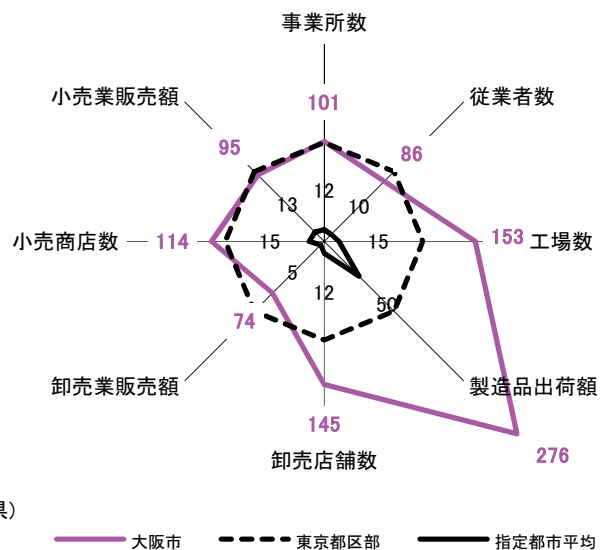 事業所数
小売業販売額
従業者数
101
95
86
12
13
10
小売商店数
114
15
15
153
工場数
5
12
50
74
卸売業販売額
製造品出荷額
145
卸売店舗数
276
県）
大阪市
東京都区部
指定都市平均